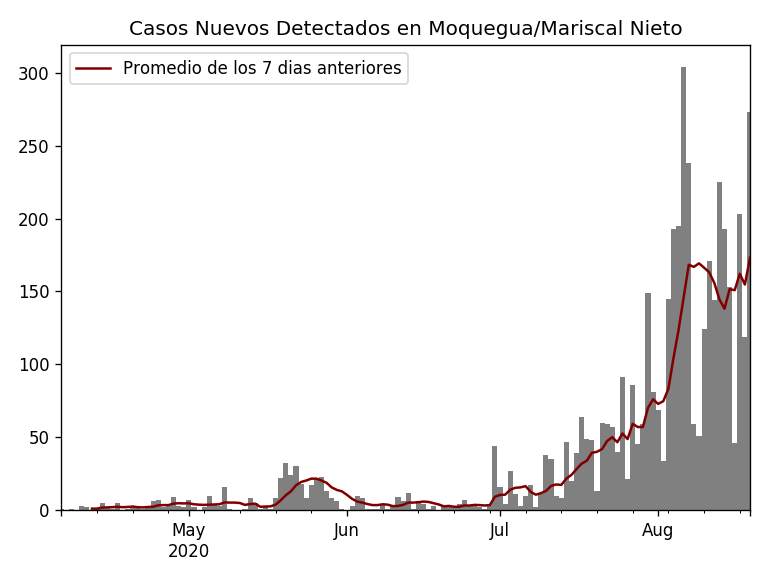 Casos Nuevos Detectados en Moquegua/Mariscal Nieto
Promedio de los 7 dias anteriores
300
250
200
150
100
50
0
May Jun Jul Aug
2020